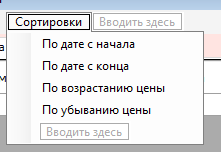 Сортировки Вводить здесь
По дате с начала
По дате с конца
По возрастанию цены
По убыванию цены
Вводить здесь